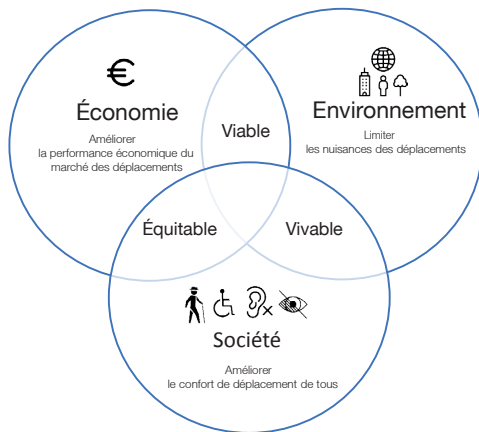 €
Économie
Améliorer
la performance économique du
marché des déplacements
Environnement
Limiter
les nuisances des déplacements
Viable
Équitable
Vivable
Société
Améliorer
le confort de déplacement de tous